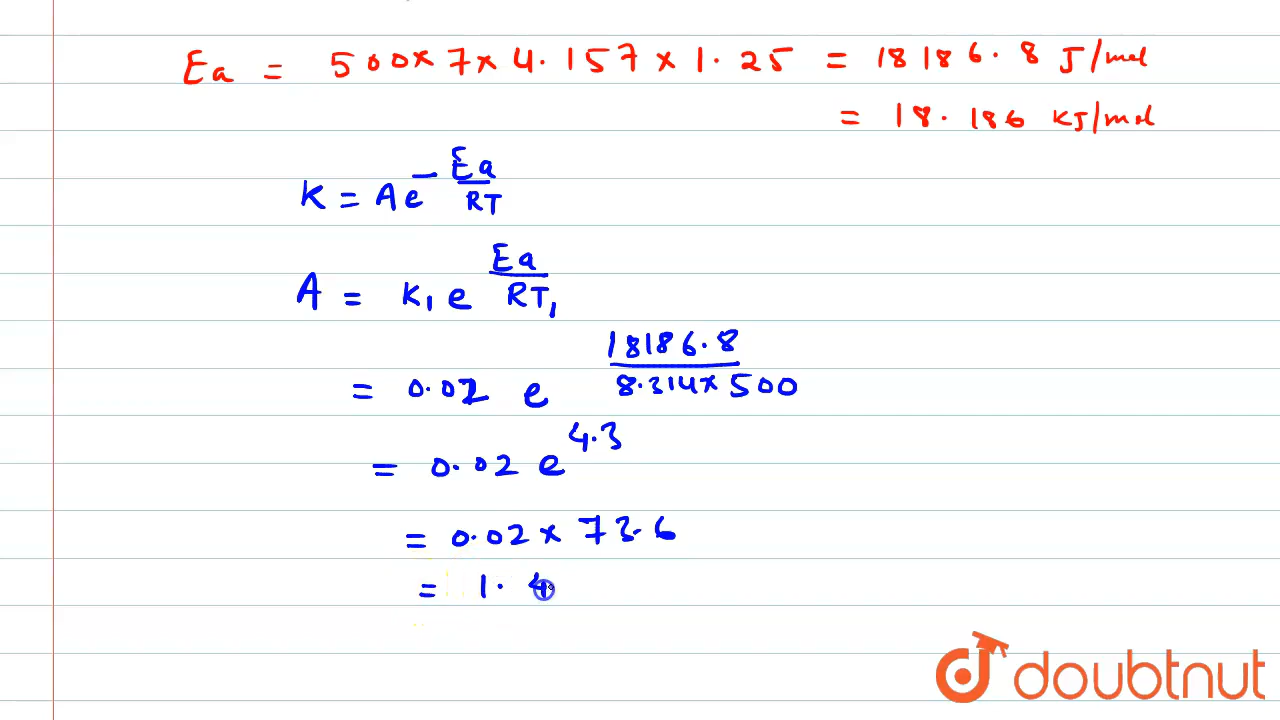 Ea = 500 × 7 × 4.157 × 1.25 = 18186.8 J/mol
= 18.186 KJ/mol
K = A e^-Ea/RT
A = K₁ e^Ea/RT₁
= 0.02 e^18186.8/8.314×500
= 0.02 e^4.3
= 0.02 × 73.6
= 1.4
doubtnut